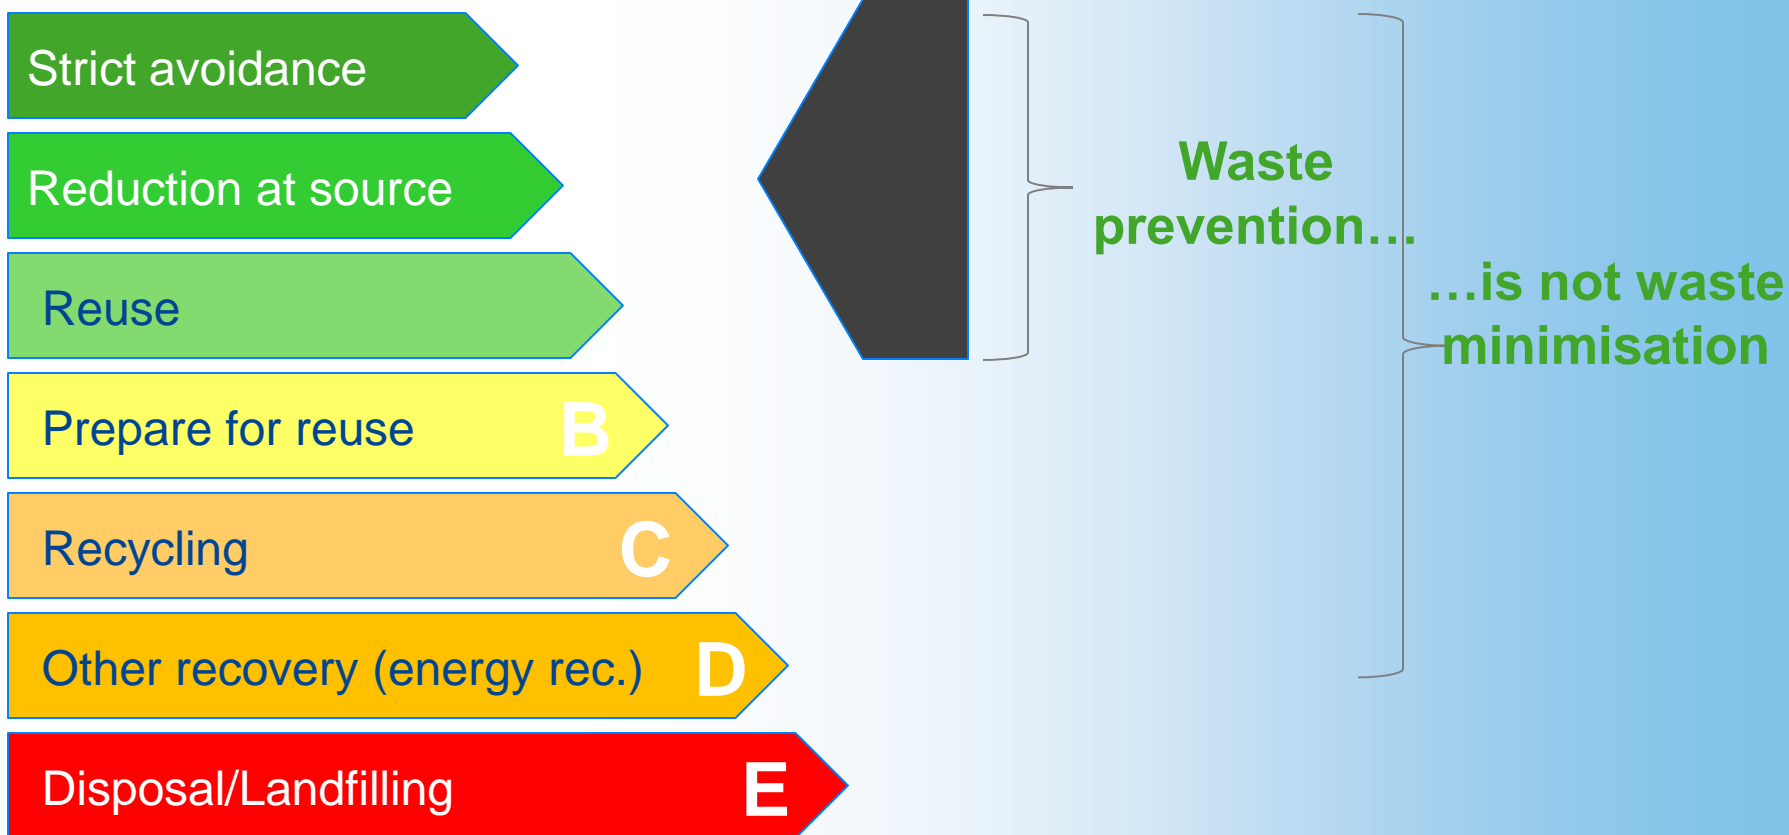 Strict avoidance
Reduction at source
Reuse
Prepare for reuse B
Recycling C
Other recovery (energy rec.) D
Disposal/Landfilling E
Waste
prevention…
…is not waste
minimisation